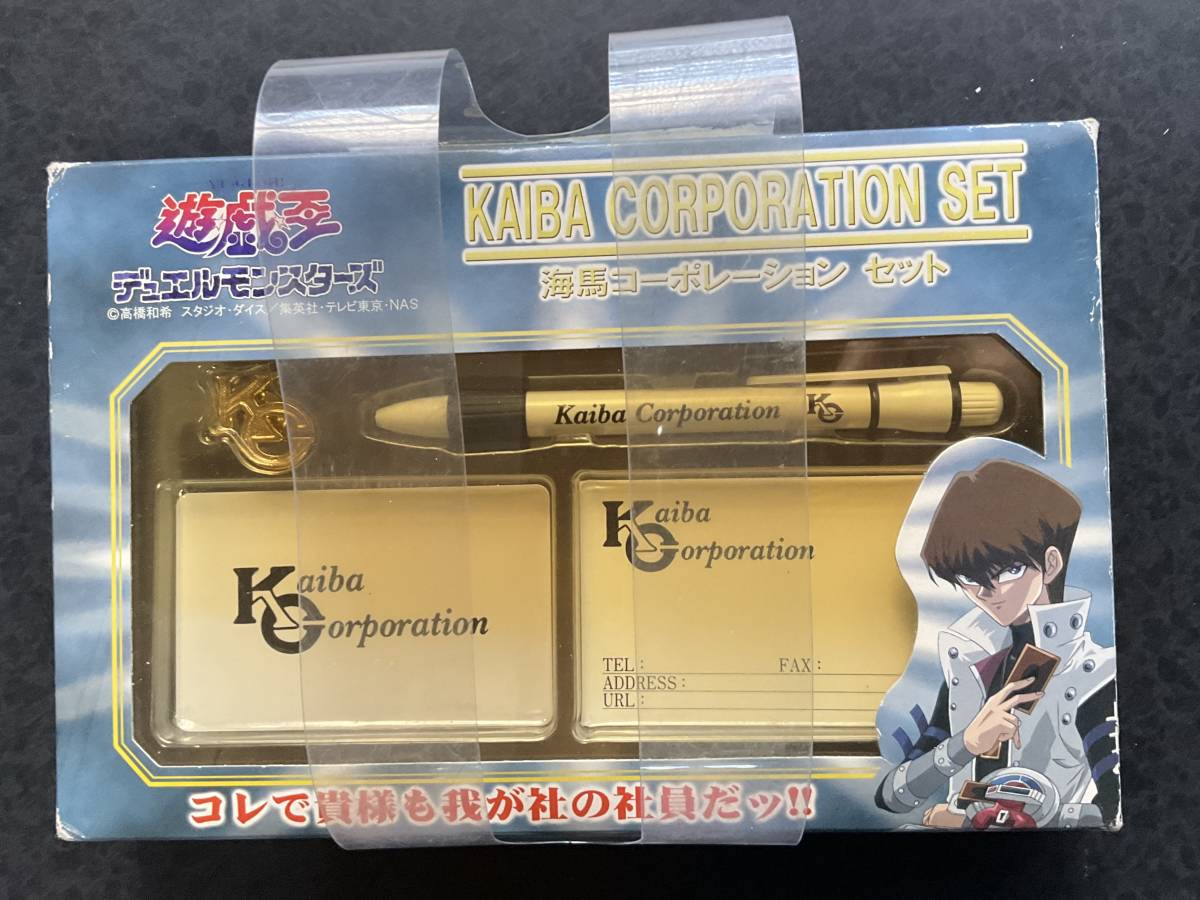 遊戯王
デュエルモンスターズ
©高橋和希 スタジオ・ダイス/集英社・テレビ東京・NAS
KAIBA CORPORATION SET
海馬コーポレーション セット
KC
Kaiba Corporation KC
Kaiba
Corporation
Kaiba
Corporation
TEL: FAX:
ADDRESS:
URL:
コレで貴様も我が社の社員だッ!!